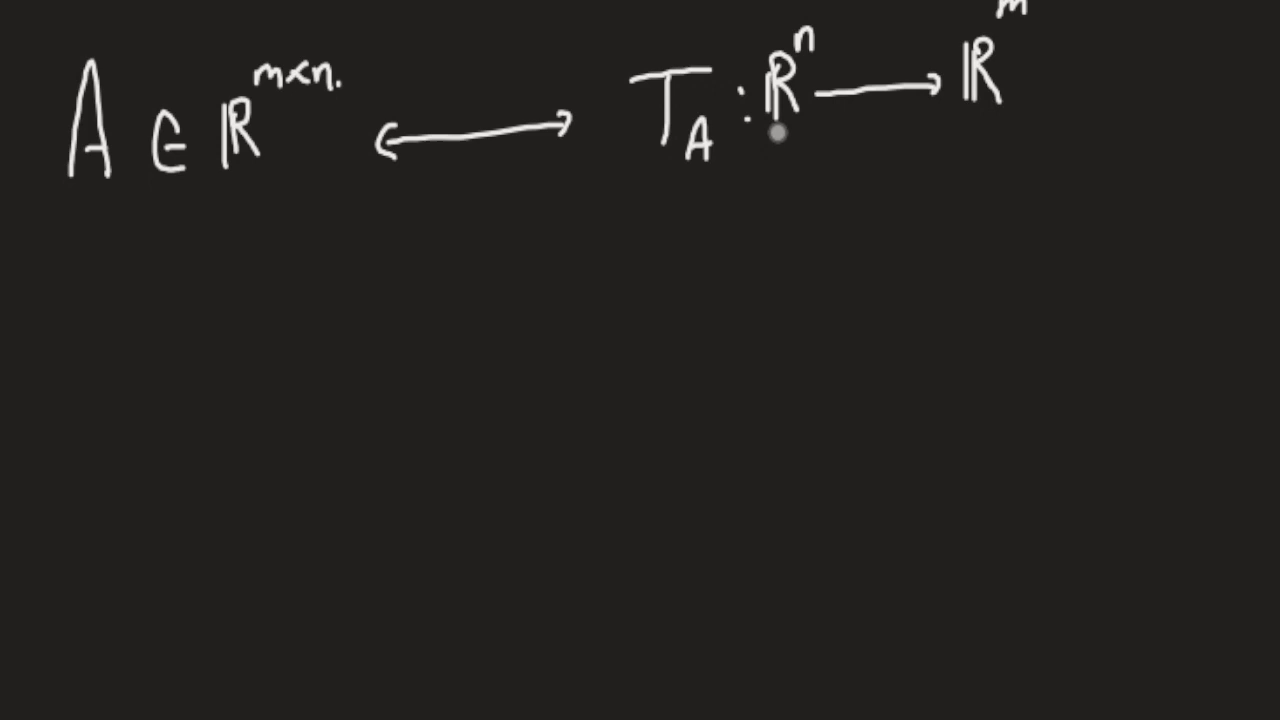 A ∈ ℝ^{m×n}. ⟷ T_A : ℝ^n ⟶ ℝ^m